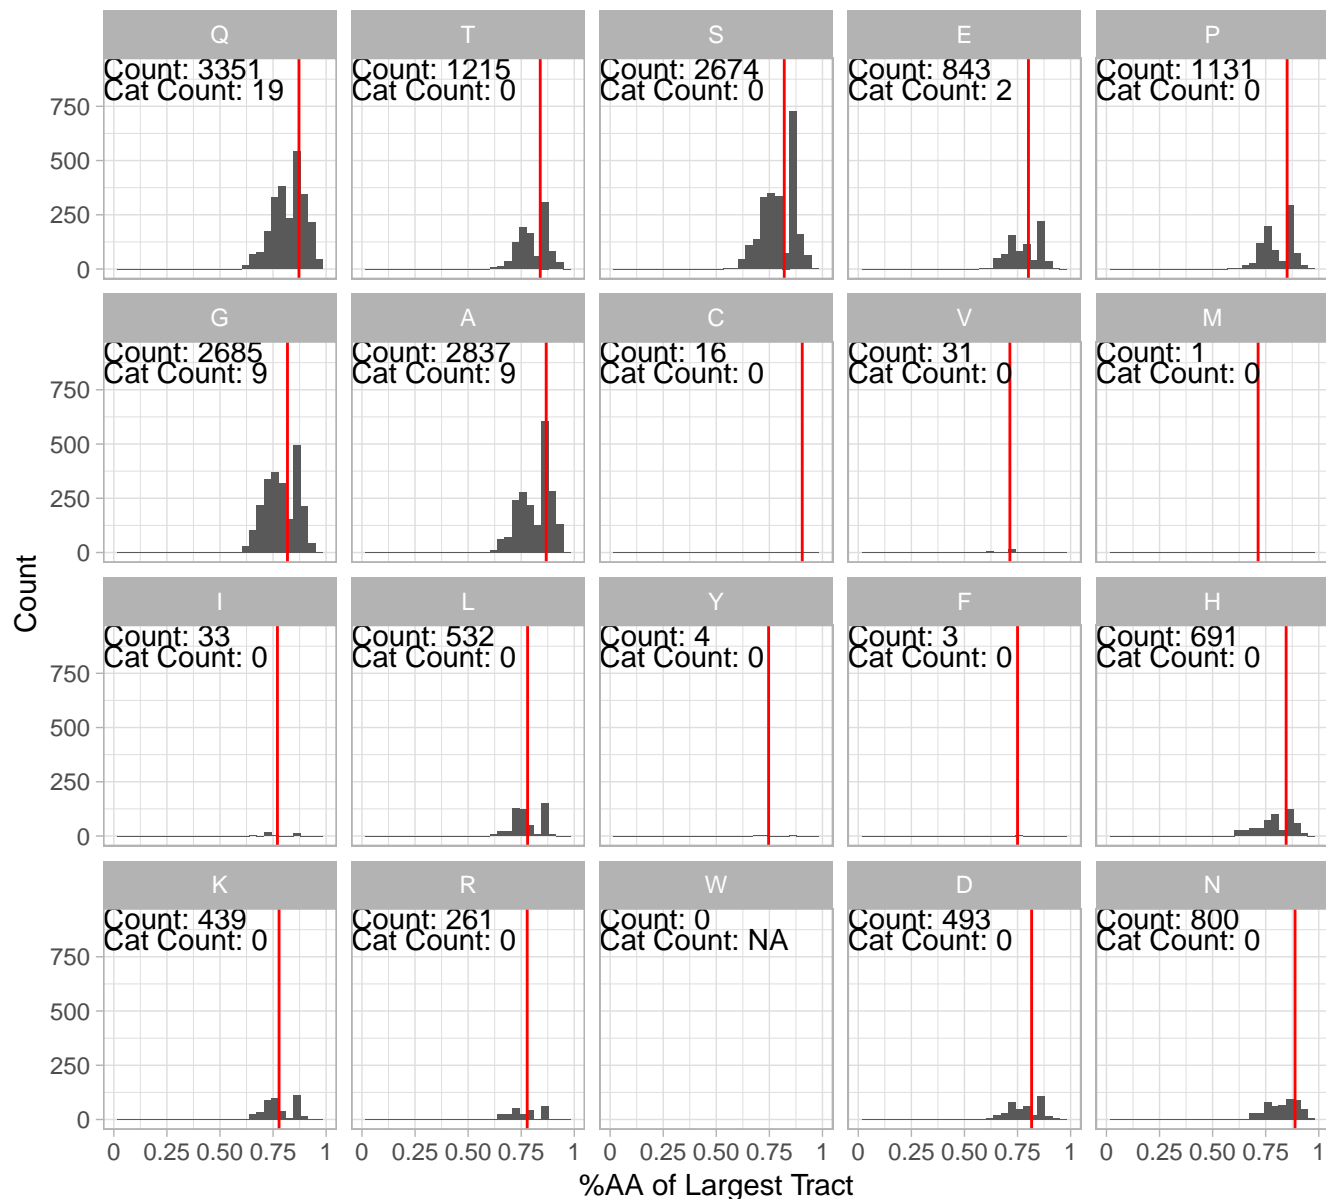 Q T S E P
Count: 3351 Count: 1215 Count: 2674 Count: 843 Count: 1131
Cat Count: 19 Cat Count: 0 Cat Count: 0 Cat Count: 2 Cat Count: 0
750
500
250
0
G A C V M
Count: 2685 Count: 2837 Count: 16 Count: 31 Count: 1
Cat Count: 9 Cat Count: 9 Cat Count: 0 Cat Count: 0 Cat Count: 0
750
500
250
0
Count
I L Y F H
Count: 33 Count: 532 Count: 4 Count: 3 Count: 691
Cat Count: 0 Cat Count: 0 Cat Count: 0 Cat Count: 0 Cat Count: 0
750
500
250
0
K R W D N
Count: 439 Count: 261 Count: 0 Count: 493 Count: 800
Cat Count: 0 Cat Count: 0 Cat Count: NA Cat Count: 0 Cat Count: 0
750
500
250
0
0 0.25 0.50 0.75 1 0 0.25 0.50 0.75 1 0 0.25 0.50 0.75 1 0 0.25 0.50 0.75 1 0 0.25 0.50 0.75 1
%AA of Largest Tract